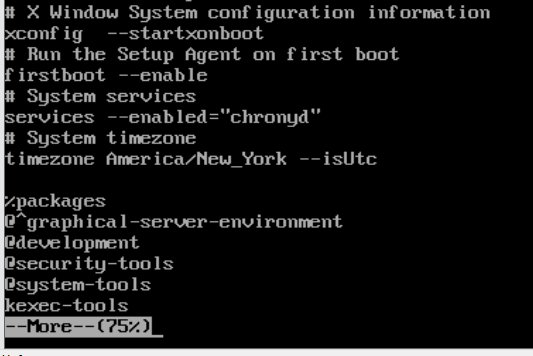 # X Window System configuration information
xconfig  --startxonboot
# Run the Setup Agent on first boot
firstboot --enable
# System services
services --enabled="chronyd"
# System timezone
timezone America/New_York --isUtc

%packages
@^graphical-server-environment
@development
@security-tools
@system-tools
kexec-tools
--More--(75%)